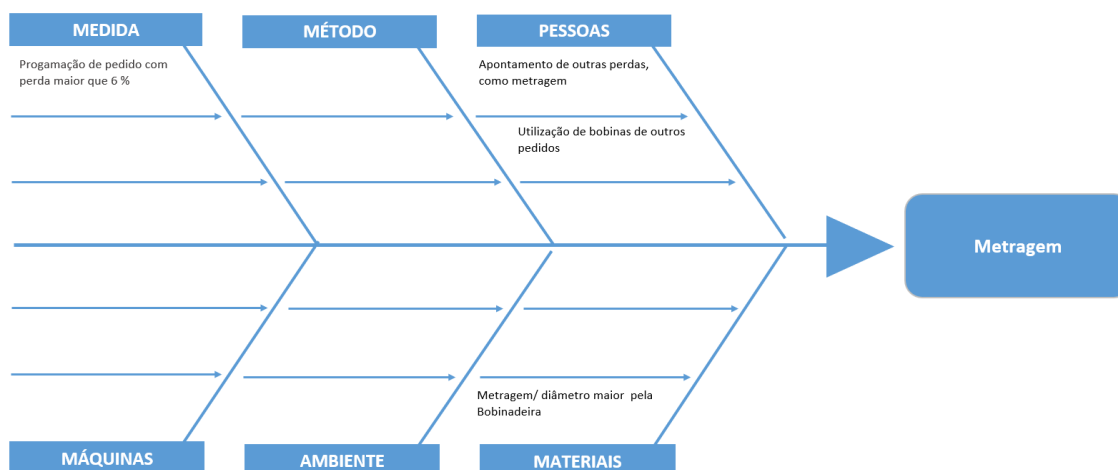 MEDIDA
MÉTODO
PESSOAS
Progamação de pedido com
perda maior que 6 %
Apontamento de outras perdas,
como metragem
Utilização de bobinas de outros
pedidos
Metragem
Metragem/ diâmetro maior pela
Bobinadeira
MÁQUINAS
AMBIENTE
MATERIAIS